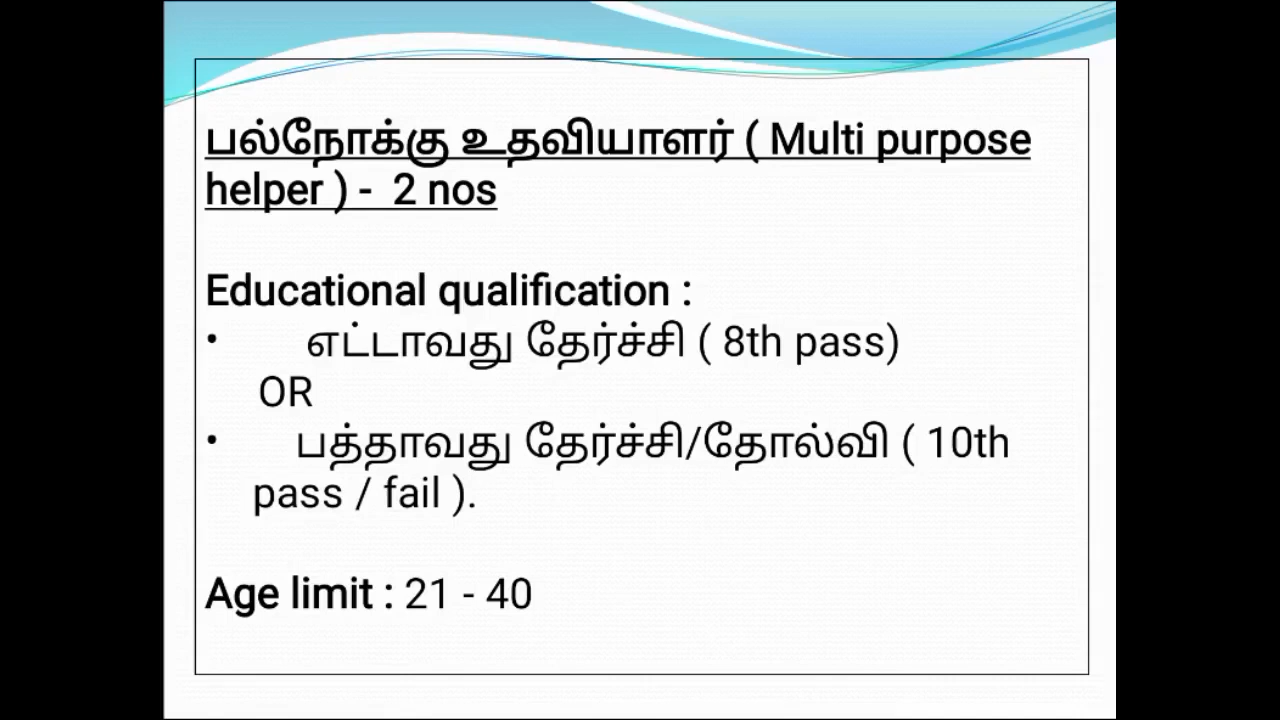 பல்நோக்கு உதவியாளர் ( Multi purpose
helper ) - 2 nos
Educational qualification :
• எட்டாவது தேர்ச்சி ( 8th pass)
OR
• பத்தாவது தேர்ச்சி/தோல்வி ( 10th
pass / fail ).
Age limit : 21 - 40